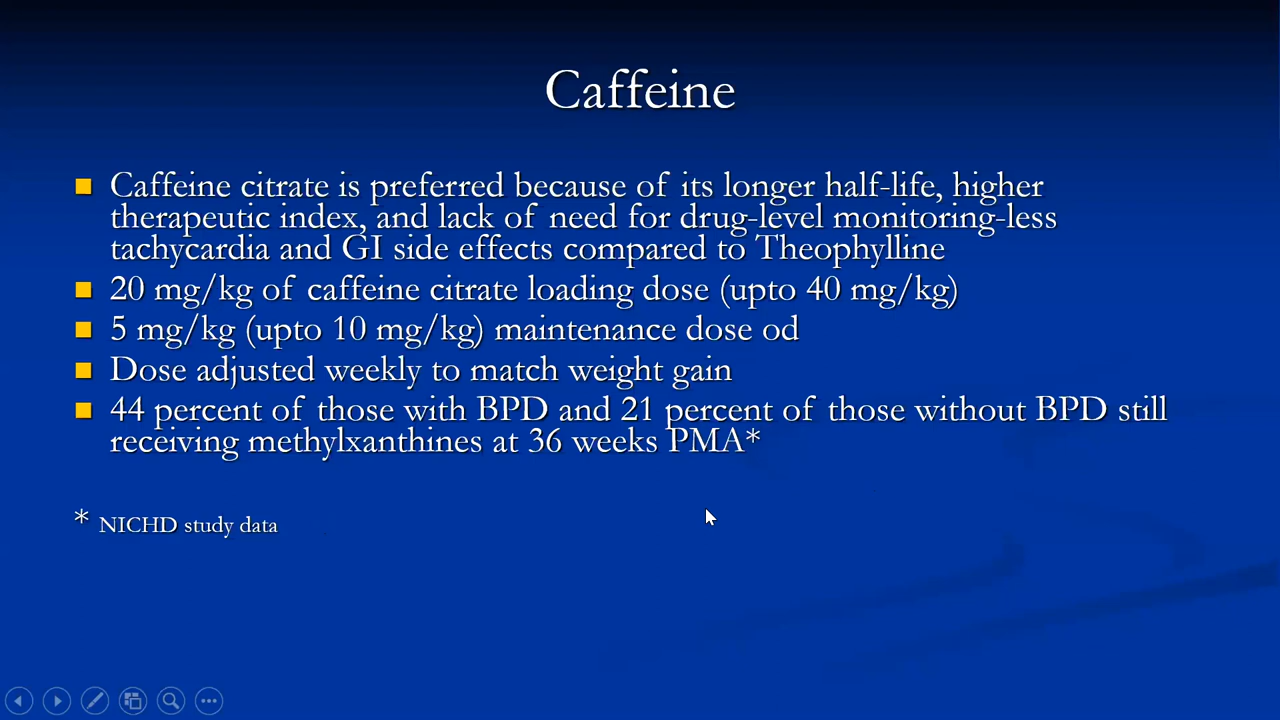 Caffeine
Caffeine citrate is preferred because of its longer half-life, higher
therapeutic index, and lack of need for drug-level monitoring-less
tachycardia and GI side effects compared to Theophylline
20 mg/kg of caffeine citrate loading dose (upto 40 mg/kg)
5 mg/kg (upto 10 mg/kg) maintenance dose od
Dose adjusted weekly to match weight gain
44 percent of those with BPD and 21 percent of those without BPD still
receiving methylxanthines at 36 weeks PMA*
* NICHD study data